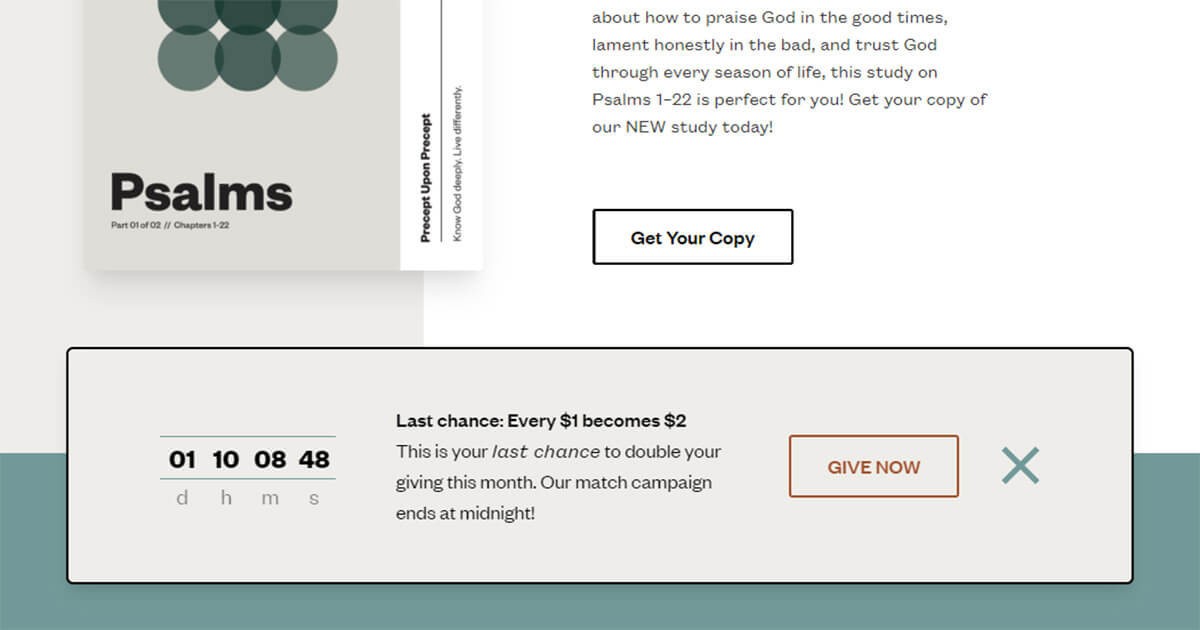 about how to praise God in the good times,
lament honestly in the bad, and trust God
through every season of life, this study on
Psalms 1–22 is perfect for you! Get your copy of
our NEW study today!
Psalms
Part 01 of 02 // Chapters 1-22
Precept Upon Precept
Know God deeply. Live differently.
Get Your Copy
01 10 08 48
d h m s
Last chance: Every $1 becomes $2
This is your last chance to double your
giving this month. Our match campaign
ends at midnight!
GIVE NOW